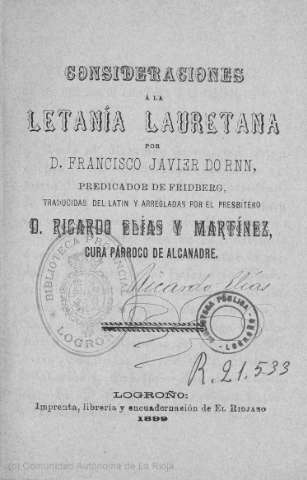 CONSIDERACIONES
Á LA
LETANÍA LAURETANA
POR
D. FRANCISCO JAVIER DORNN,
PREDICADOR DE FRIDBERG,
TRADUCIDAS DEL LATIN Y ARREGLADAS POR EL PRESBÍTERO
D. RICARDO ELÍAS Y MARTÍNEZ,
CURA PÁRROCO DE ALCANADRE.
BIBLIOTECA PROVINCIAL
LOGROÑO
Ricardo Elías
BIBLIOTECA PÚBLICA
LOGROÑO
R. 21.533
LOGROÑO:
Imprenta, librería y encuadernación de EL RIOJANO
1899
(c) Comunidad Autónoma de La Rioja